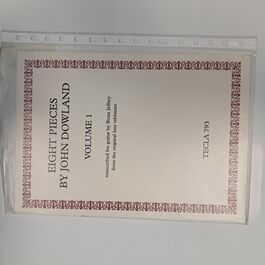 EIGHT PIECES
BY JOHN DOWLAND
VOLUME 1
transcribed for guitar by Brian Jeffery
from the original lute tablature
TECLA 793